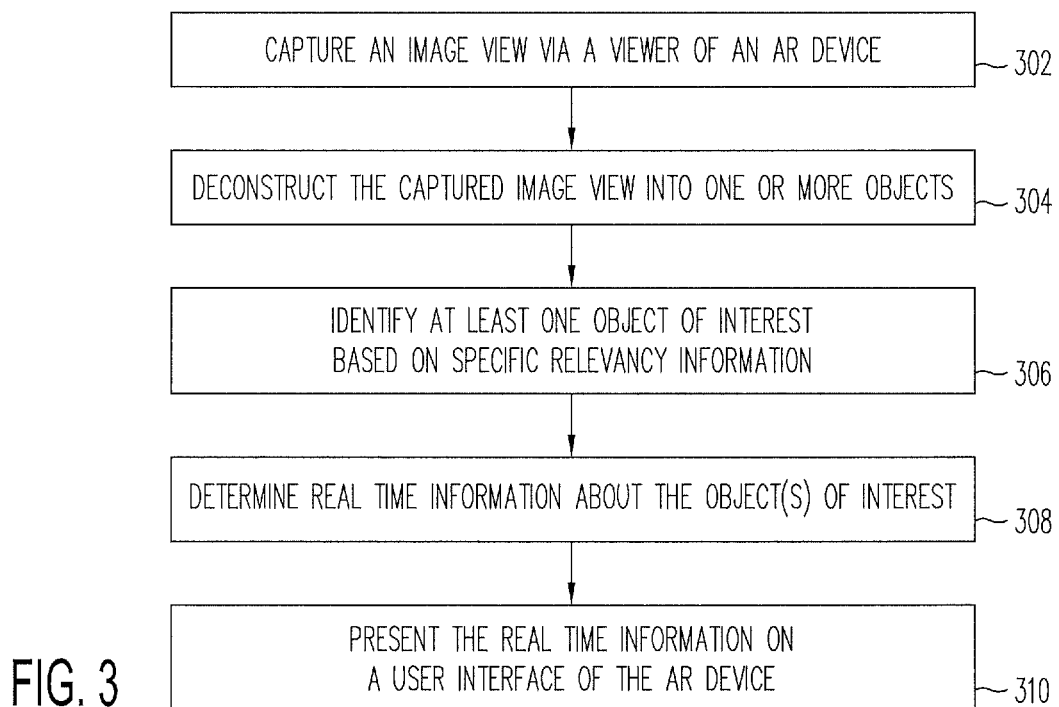 CAPTURE AN IMAGE VIEW VIA A VIEWER OF AN AR DEVICE
302
DECONSTRUCT THE CAPTURED IMAGE VIEW INTO ONE OR MORE OBJECTS
304
IDENTIFY AT LEAST ONE OBJECT OF INTEREST
BASED ON SPECIFIC RELEVANCY INFORMATION
306
DETERMINE REAL TIME INFORMATION ABOUT THE OBJECT(S) OF INTEREST
308
PRESENT THE REAL TIME INFORMATION ON
A USER INTERFACE OF THE AR DEVICE
310
FIG. 3